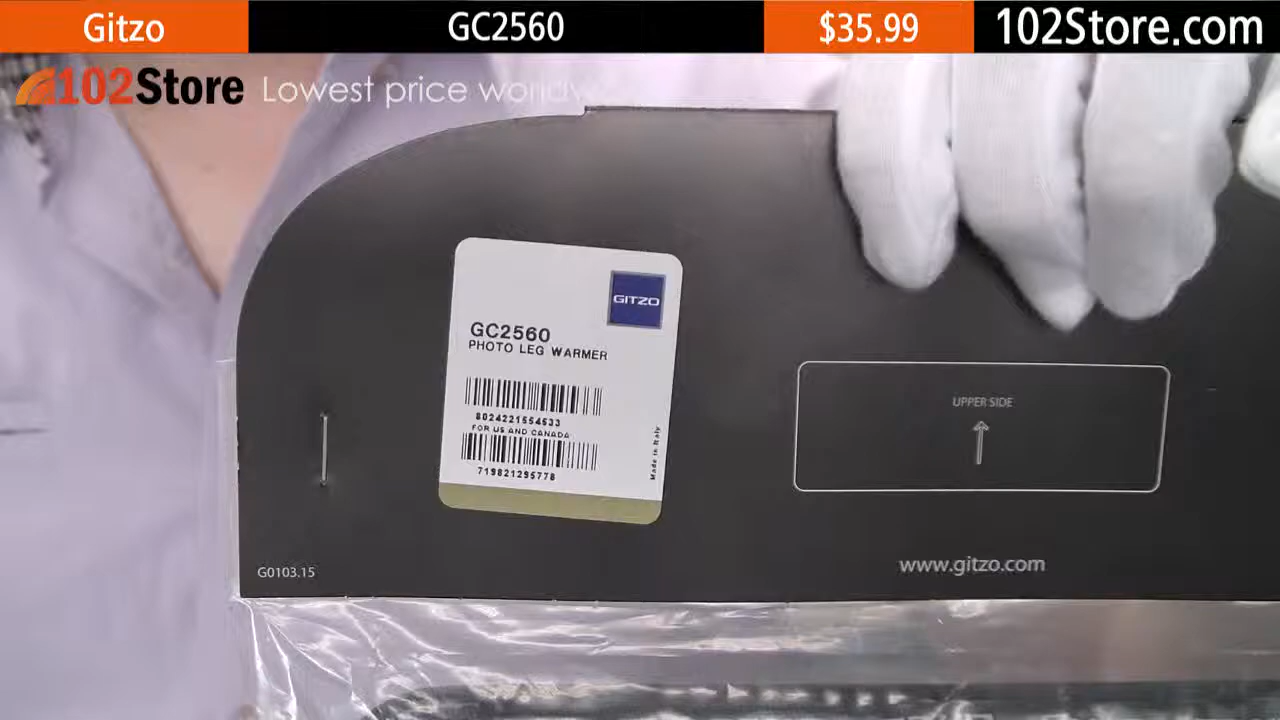 Gitzo
GC2560
$35.99
102Store.com
102Store Lowest price
GITZO
GC2560
PHOTO LEG WARMER
8024221554533
FOR US AND CANADA
719821295778
Made in Italy
UPPER SIDE
www.gitzo.com
G0103.15